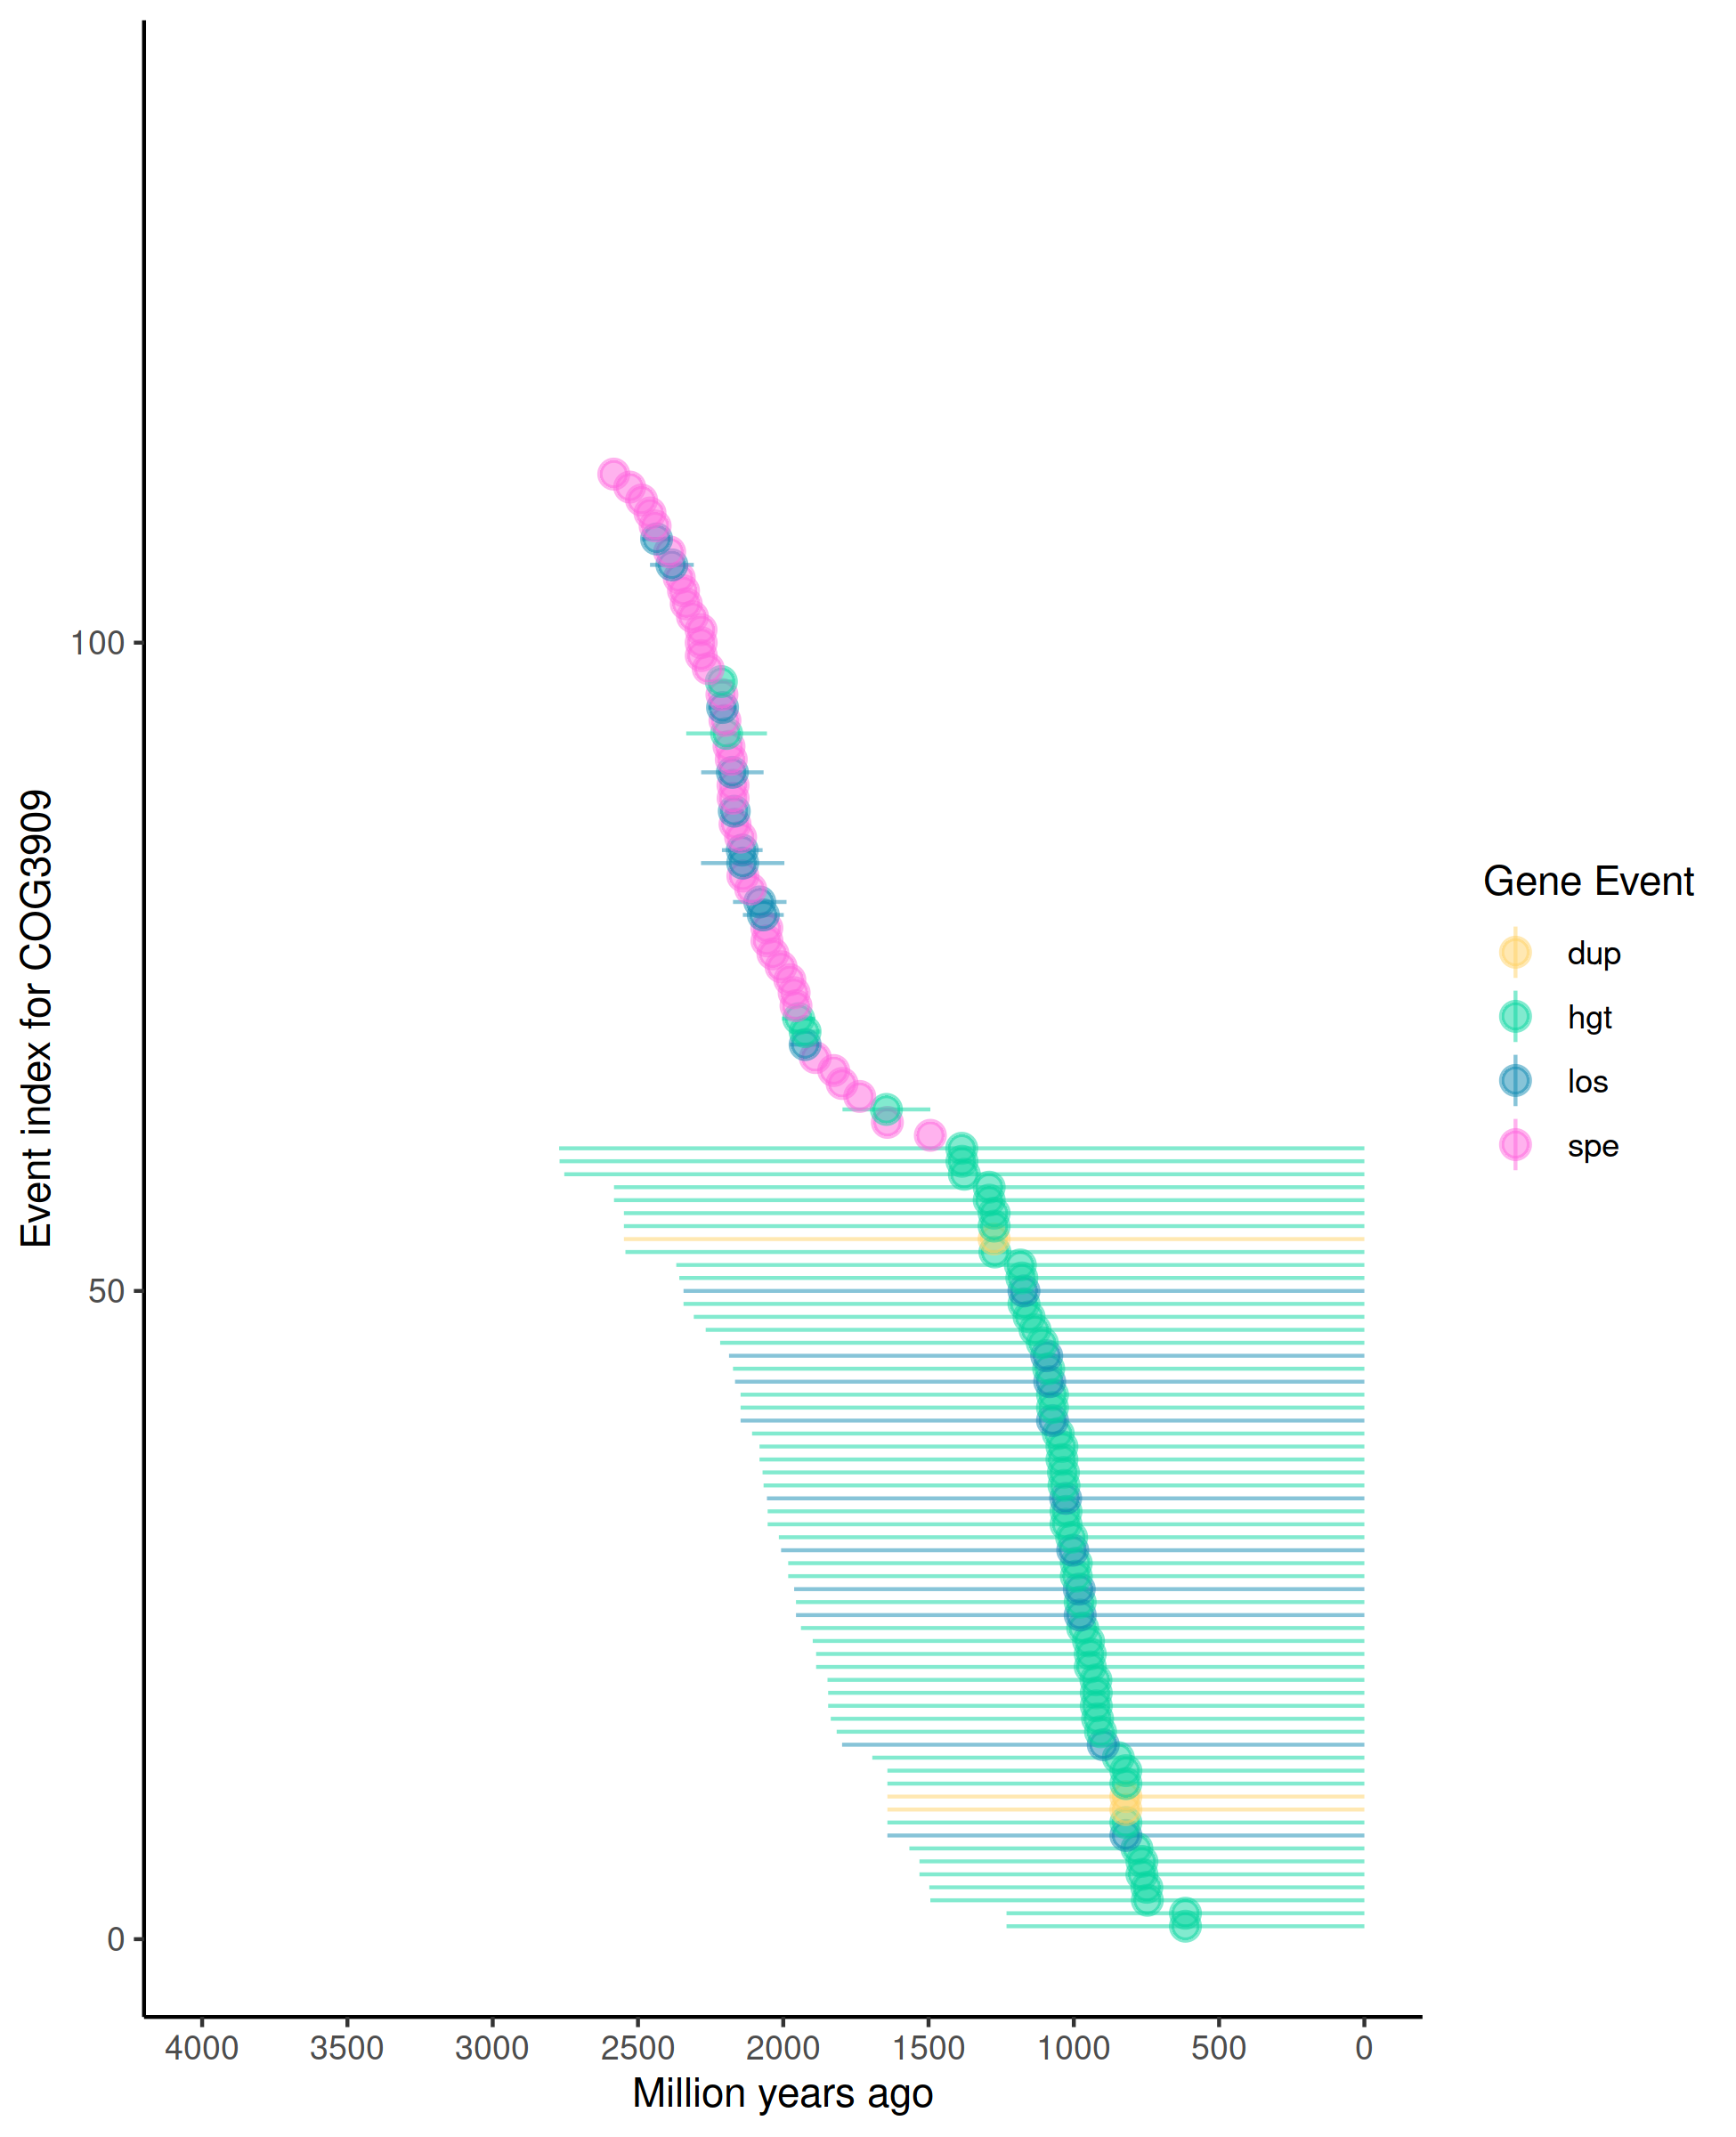 Event index for COG3909
100
50
0
4000 3500 3000 2500 2000 1500 1000 500 0
Million years ago
Gene Event
dup
hgt
los
spe